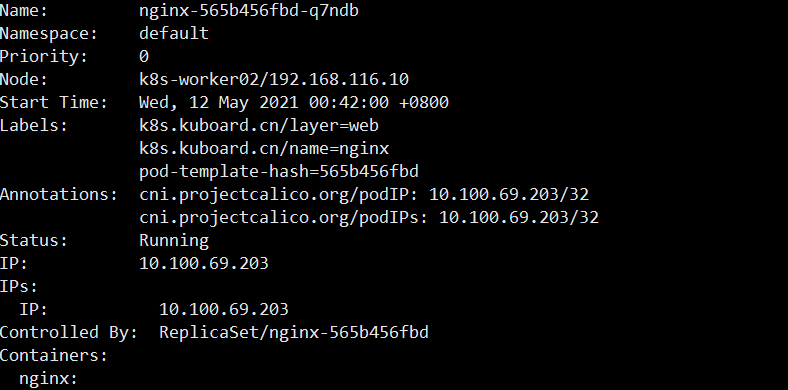 Name:         nginx-565b456fbd-q7ndb
Namespace:    default
Priority:     0
Node:         k8s-worker02/192.168.116.10
Start Time:   Wed, 12 May 2021 00:42:00 +0800
Labels:       k8s.kuboard.cn/layer=web
              k8s.kuboard.cn/name=nginx
              pod-template-hash=565b456fbd
Annotations:  cni.projectcalico.org/podIP: 10.100.69.203/32
              cni.projectcalico.org/podIPs: 10.100.69.203/32
Status:       Running
IP:           10.100.69.203
IPs:
  IP:           10.100.69.203
Controlled By:  ReplicaSet/nginx-565b456fbd
Containers:
  nginx: